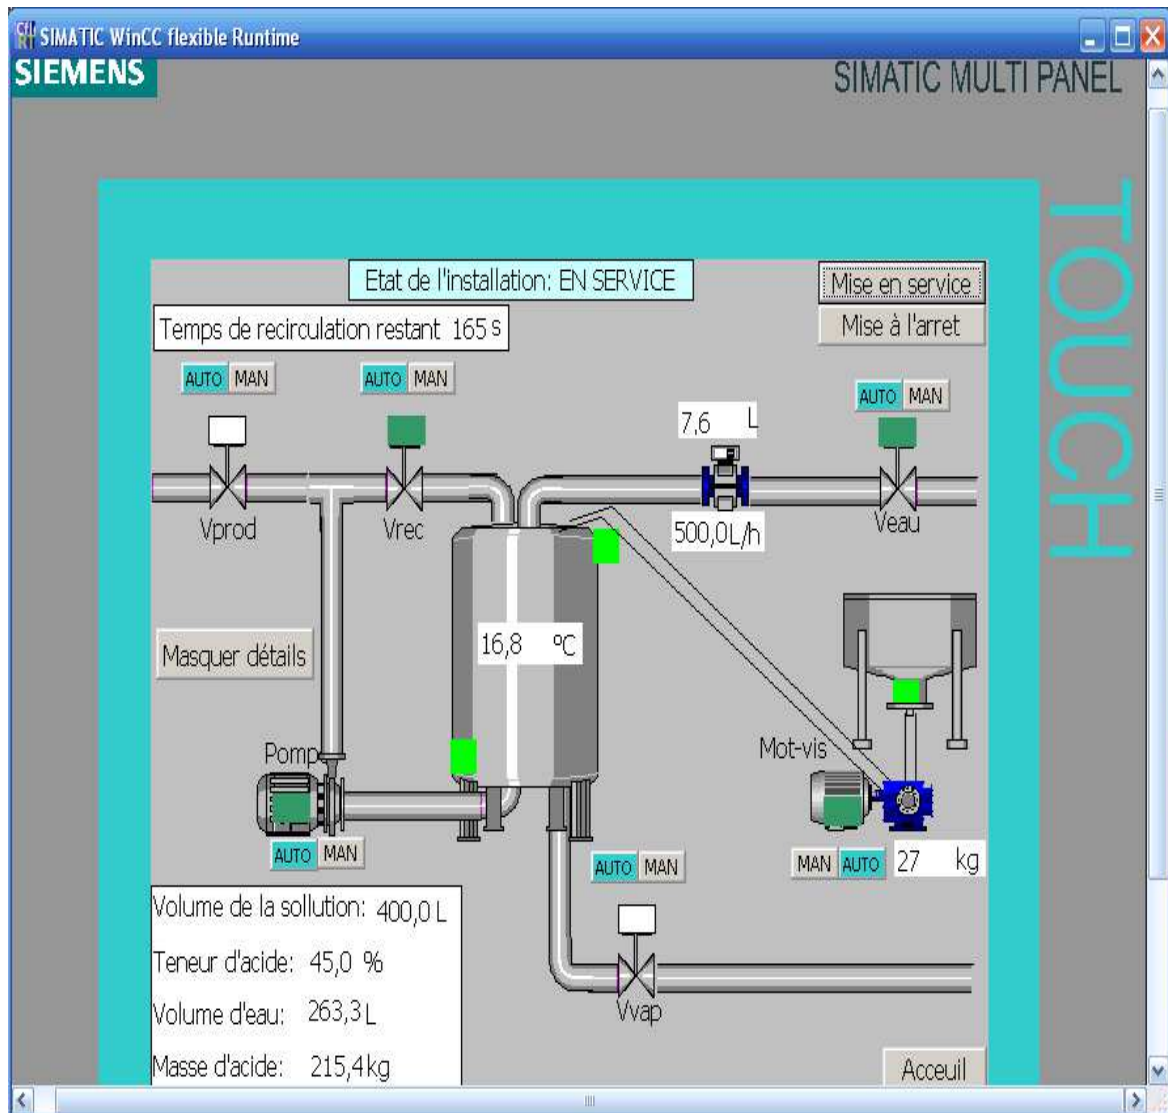 SIMATIC WinCC flexible Runtime
SIEMENS
SIMATIC MULTI PANEL
TOUCH
Etat de l'installation: EN SERVICE
Mise en service
Temps de recirculation restant 165 s
Mise à l'arret
AUTO MAN
AUTO MAN
AUTO MAN
7,6 L
Vprod
Vrec
500,0L/h
Veau
16,8 ºC
Masquer détails
Pomp
Mot-vis
AUTO MAN
AUTO MAN
MAN AUTO
27 kg
Volume de la sollution: 400,0 L
Teneur d'acide: 45,0 %
Volume d'eau: 263,3 L
Vvap
Masse d'acide: 215,4 kg
Acceuil